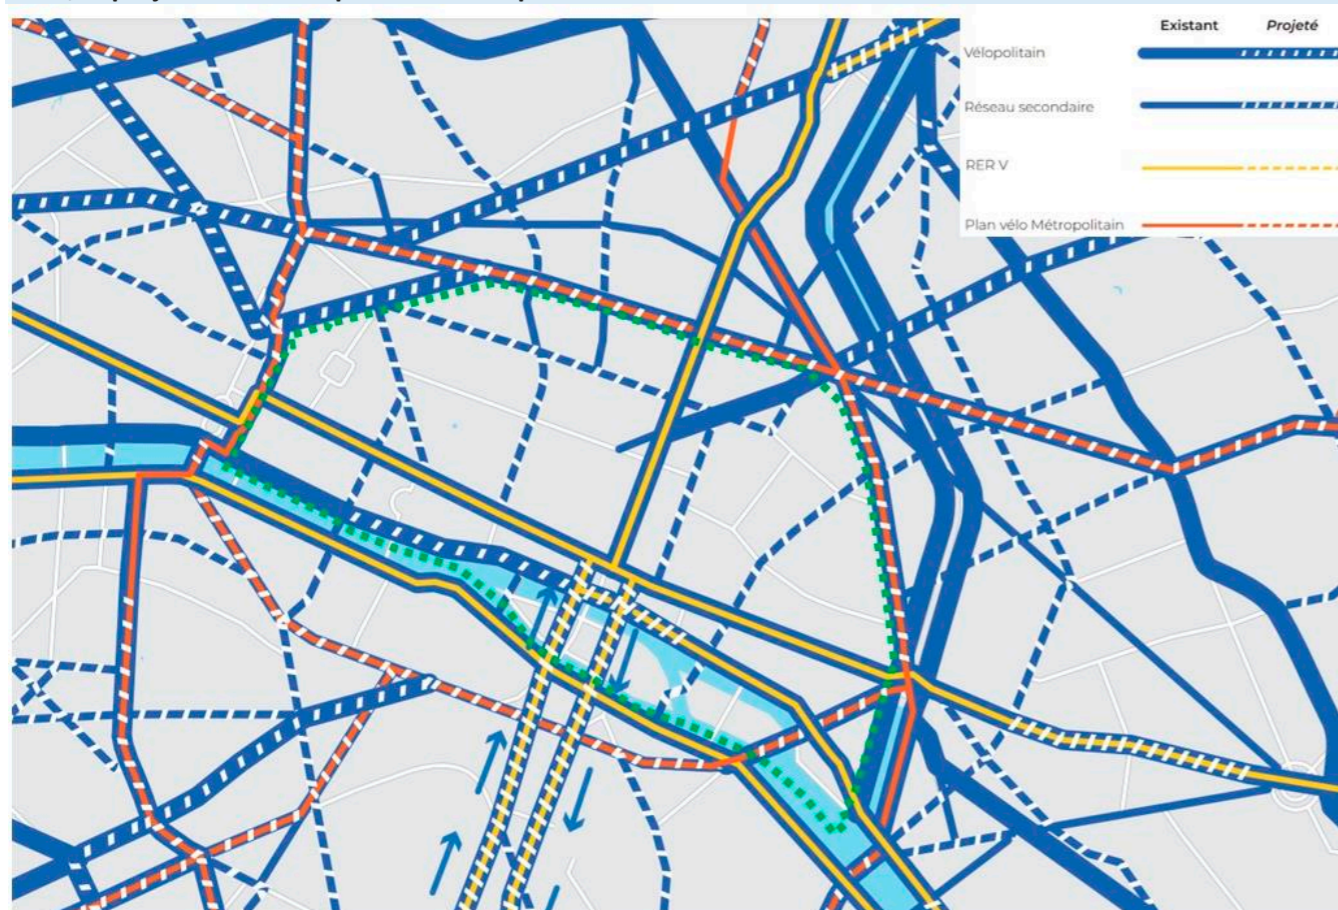 Existant Projeté
Vélopolitain
Réseau secondaire
RER V
Plan vélo Métropolitain